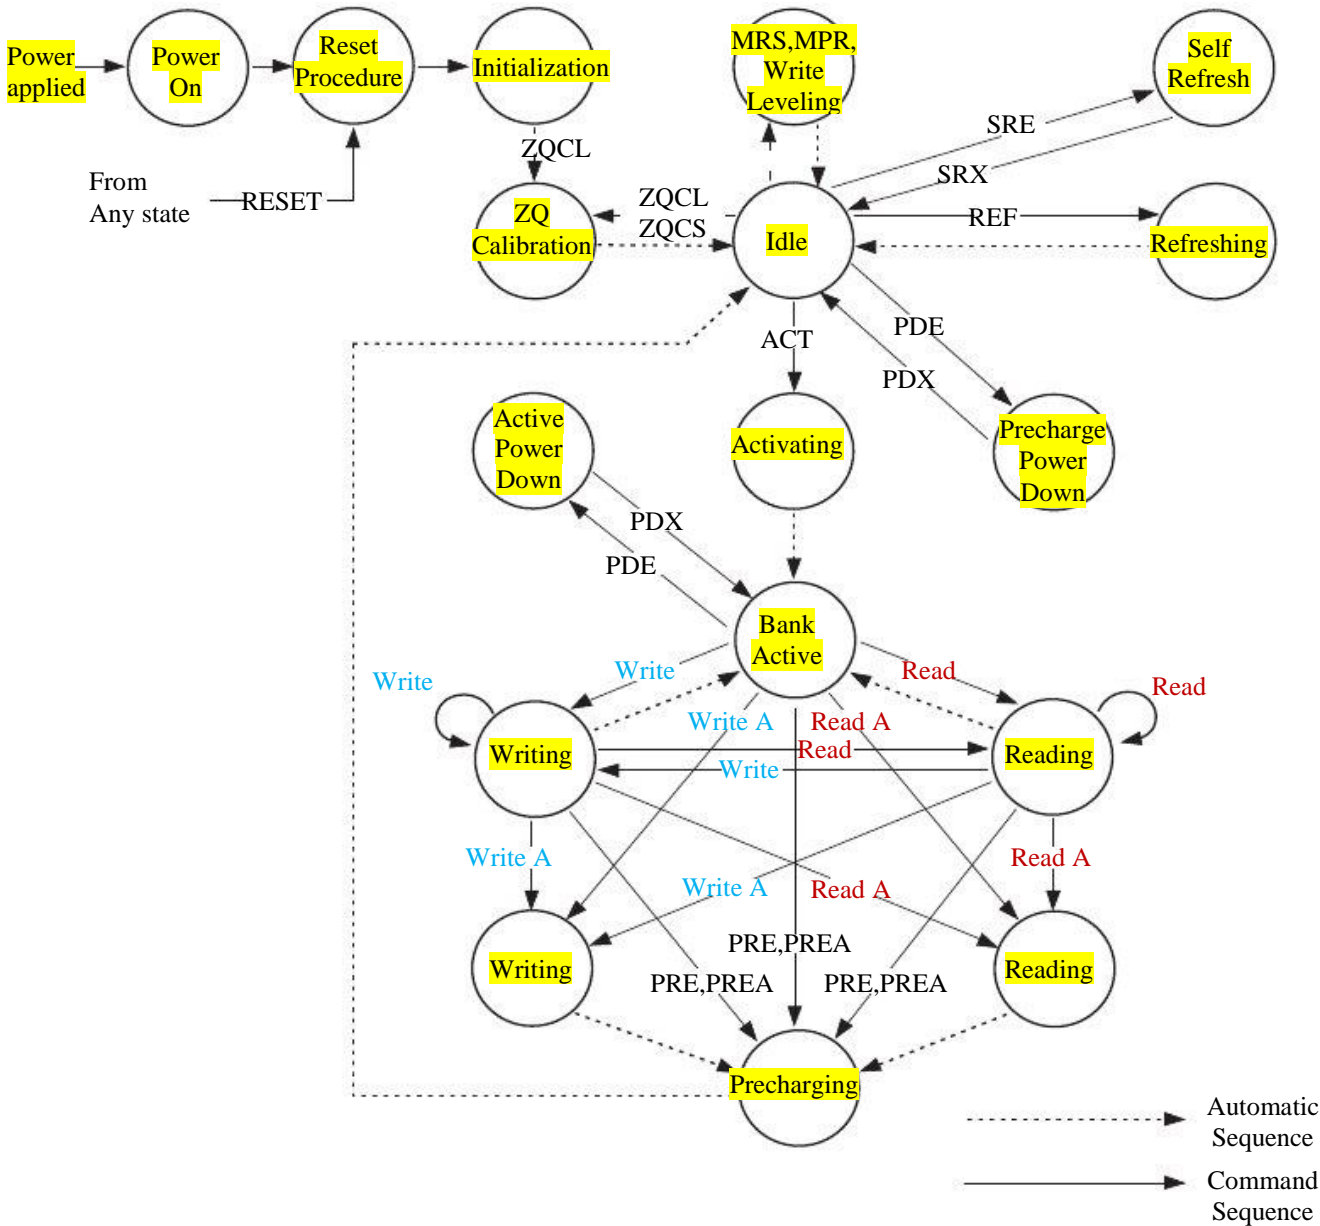 Power
applied
Power
On
Reset
Procedure
Initialization
MRS,MPR,
Write
Leveling
Self
Refresh
From
Any state
RESET
ZQCL
SRE
SRX
ZQ
Calibration
ZQCL
ZQCS
Idle
REF
Refreshing
ACT
PDE
PDX
Active
Power
Down
Activating
Precharge
Power
Down
PDX
PDE
Bank
Active
Write
Write
Read
Read
Write A
Read A
Writing
Read
Write
Reading
Write A
Write A
Read A
Read A
Writing
PRE,PREA
Reading
PRE,PREA
PRE,PREA
Precharging
Automatic
Sequence
Command
Sequence